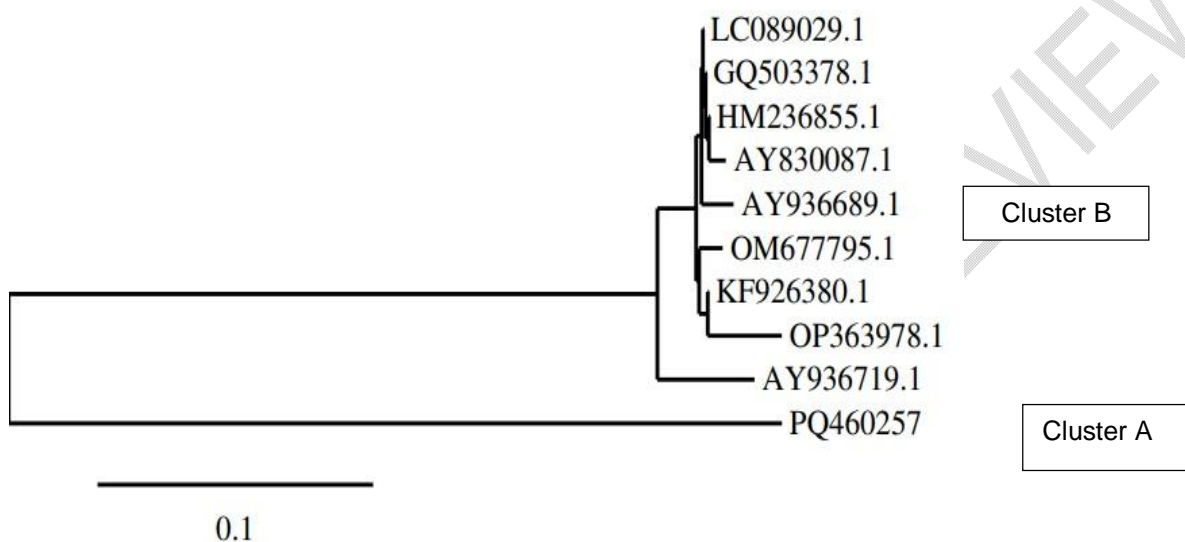 LC089029.1
GQ503378.1
HM236855.1
AY830087.1
AY936689.1
Cluster B
OM677795.1
KF926380.1
OP363978.1
AY936719.1
PQ460257
Cluster A
0.1
VIEW